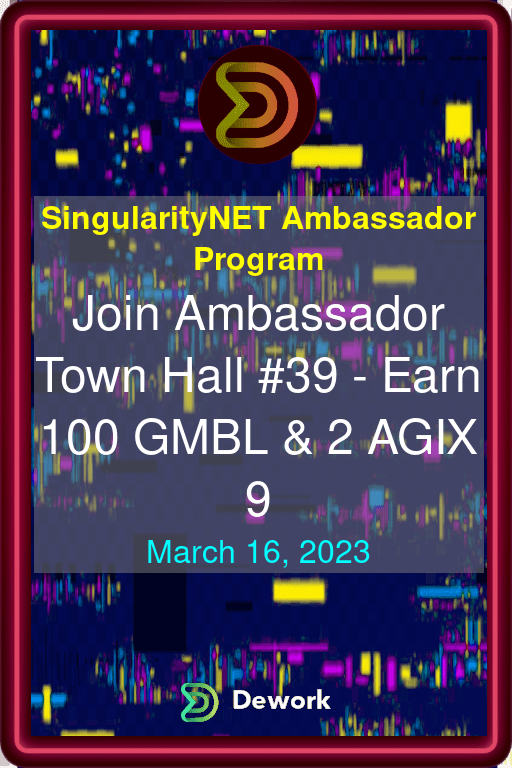 SingularityNET Ambassador
Program
Join Ambassador
Town Hall #39 - Earn
100 GMBL & 2 AGIX
9
March 16, 2023
Dework